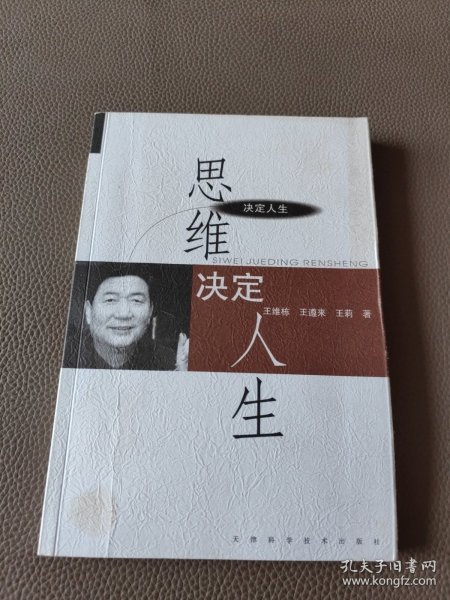 思维
决定人生
SIWEI JUEDING RENSHENG
决定
王维栋 王遵来 王莉 著
人生
天津科学技术出版社
孔夫子旧书网
www.kongfz.com